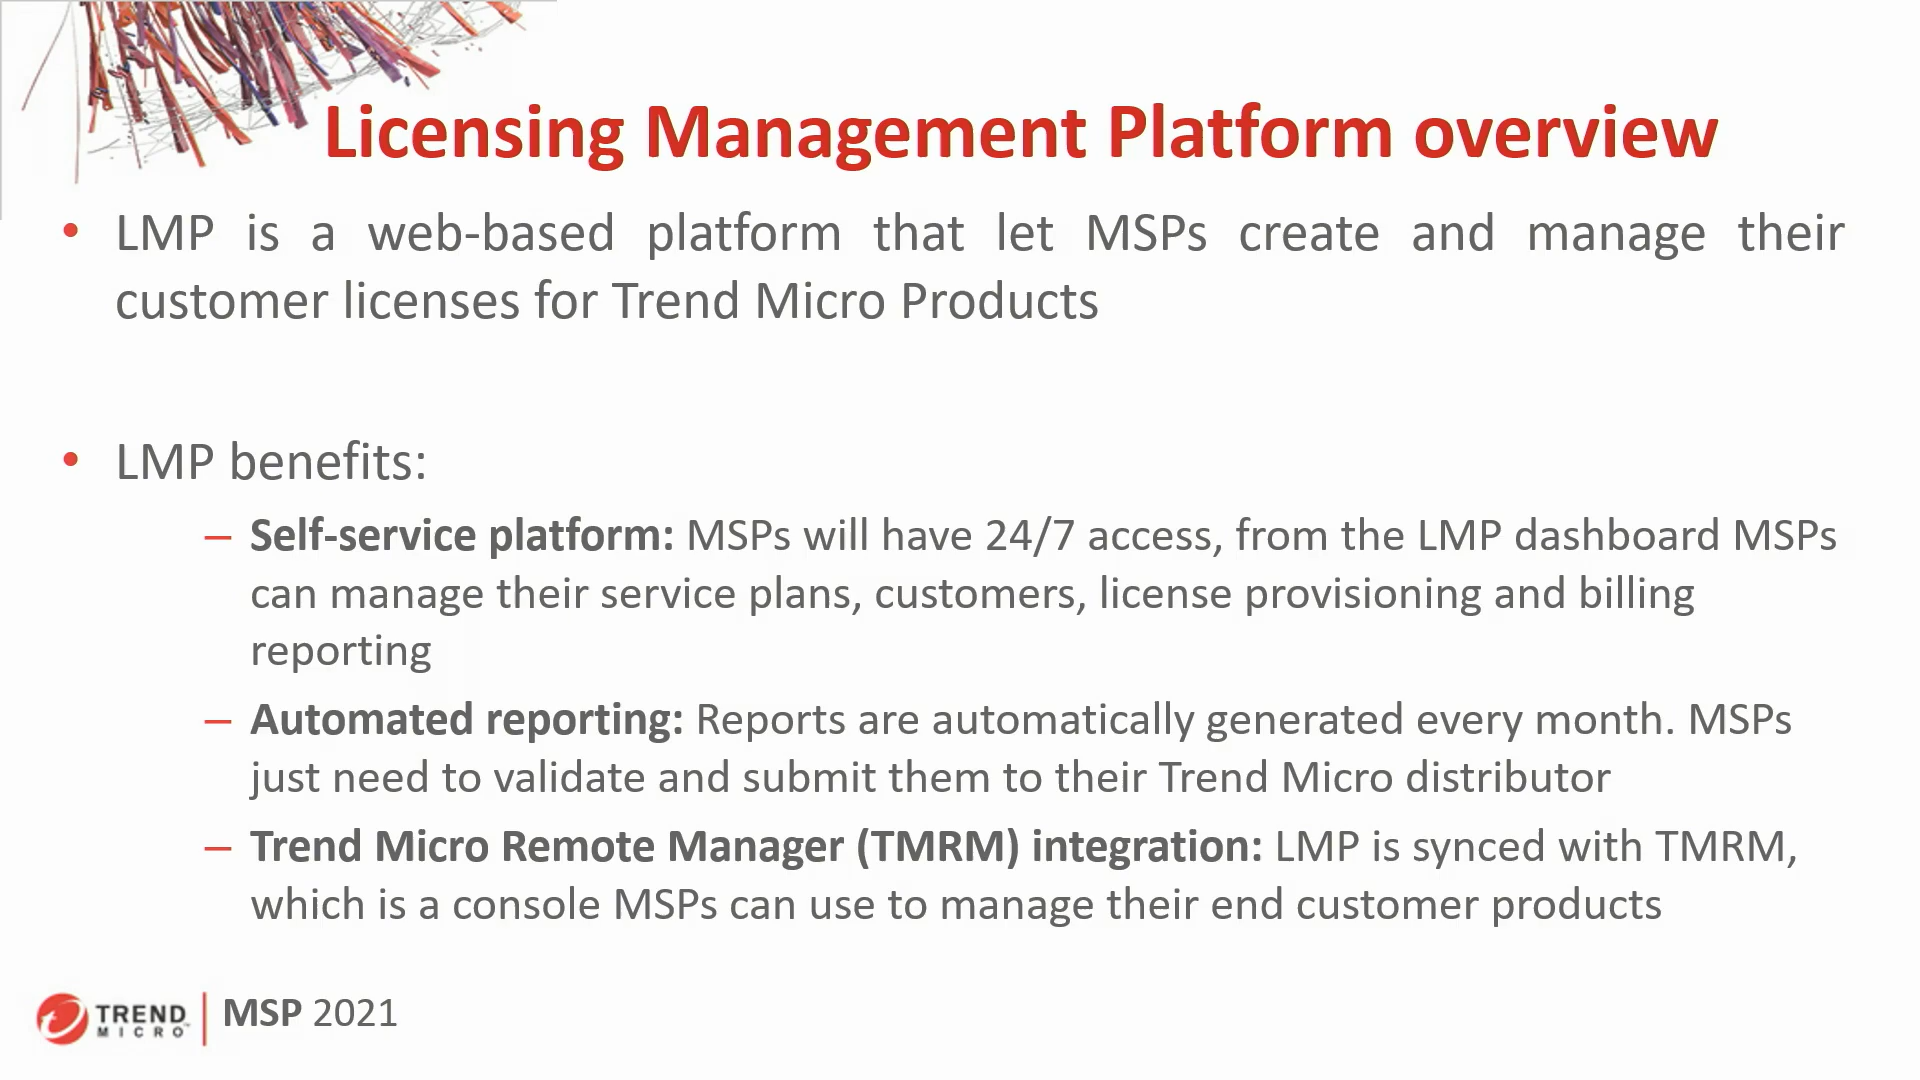 Licensing Management Platform overview
• LMP is a web-based platform that let MSPs create and manage their
customer licenses for Trend Micro Products
• LMP benefits:
– Self-service platform: MSPs will have 24/7 access, from the LMP dashboard MSPs
can manage their service plans, customers, license provisioning and billing
reporting
– Automated reporting: Reports are automatically generated every month. MSPs
just need to validate and submit them to their Trend Micro distributor
– Trend Micro Remote Manager (TMRM) integration: LMP is synced with TMRM,
which is a console MSPs can use to manage their end customer products
TREND
MICRO™
MSP 2021